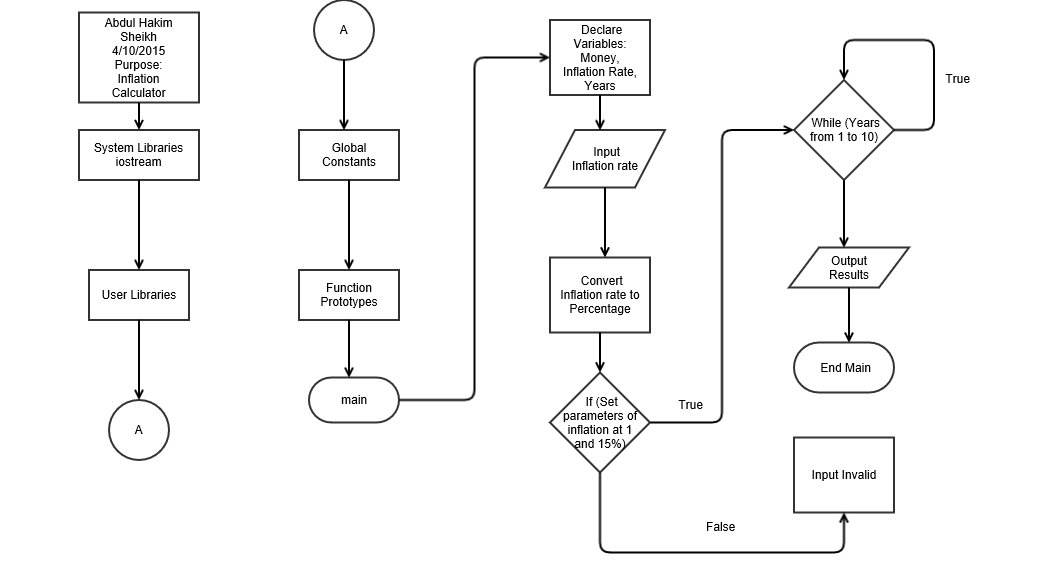 Abdul Hakim
Sheikh
4/10/2015
Purpose:
Inflation
Calculator
System Libraries
iostream
User Libraries
A
A
Global
Constants
Function
Prototypes
main
Declare
Variables:
Money,
Inflation Rate,
Years
Input
Inflation rate
Convert
Inflation rate to
Percentage
If (Set
parameters of
inflation at 1
and 15%)
True
False
While (Years
from 1 to 10)
True
Output
Results
End Main
Input Invalid